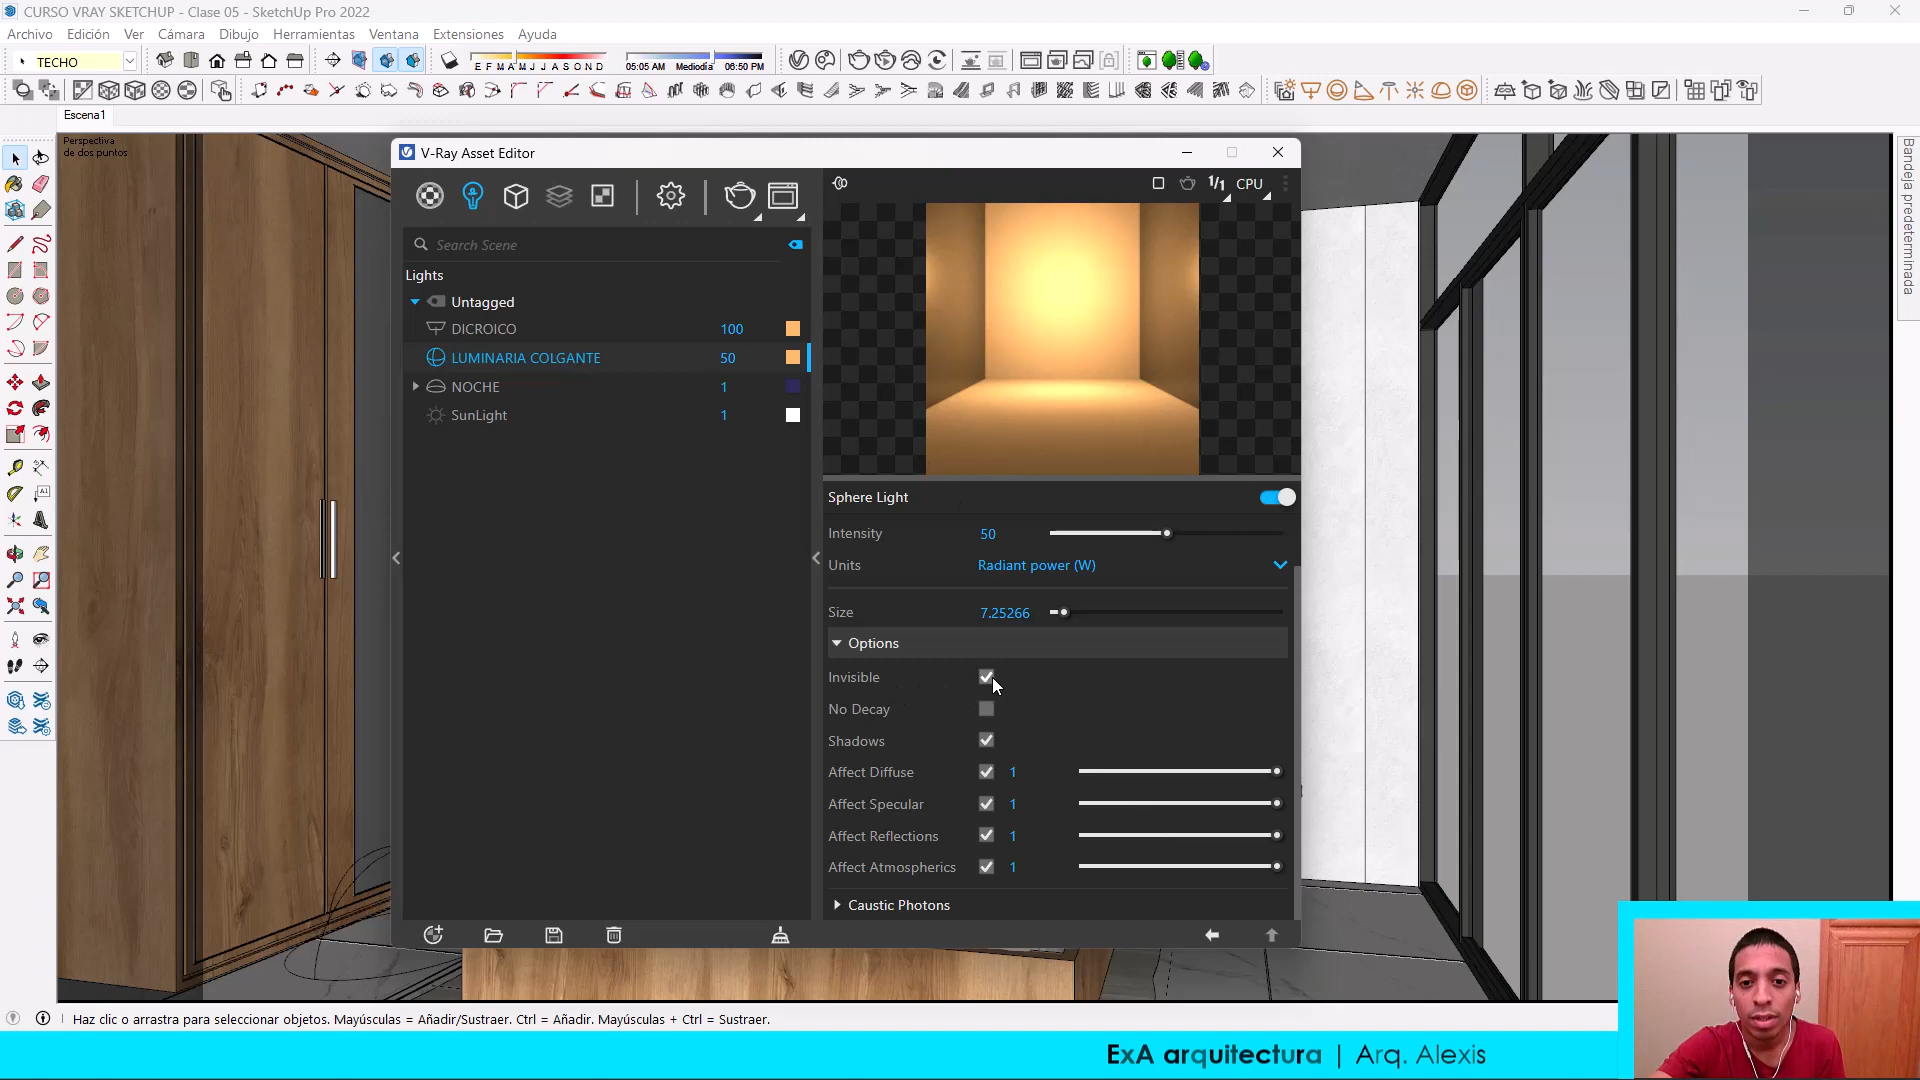 CURSO VRAY SKETCHUP - Clase 05 - SketchUp Pro 2022
Archivo Edición Ver Cámara Dibujo Herramientas Ventana Extensiones Ayuda
TECHO
E F M A M J J A S O N D
05:05 AM Mediodía 06:50 PM
Escena1
Perspectiva
de dos puntos
Bandeja predeterminada
V-Ray Asset Editor
1/1 CPU
Search Scene
Lights
Untagged
DICROICO 100
LUMINARIA COLGANTE 50
NOCHE 1
SunLight 1
Sphere Light
Intensity 50
Units Radiant power (W)
Size 7.25266
Options
Invisible
No Decay
Shadows
Affect Diffuse 1
Affect Specular 1
Affect Reflections 1
Affect Atmospherics 1
Caustic Photons
Haz clic o arrastra para seleccionar objetos. Mayúsculas = Añadir/Sustraer. Ctrl = Añadir. Mayúsculas + Ctrl = Sustraer.
ExA arquitectura | Arq. Alexis